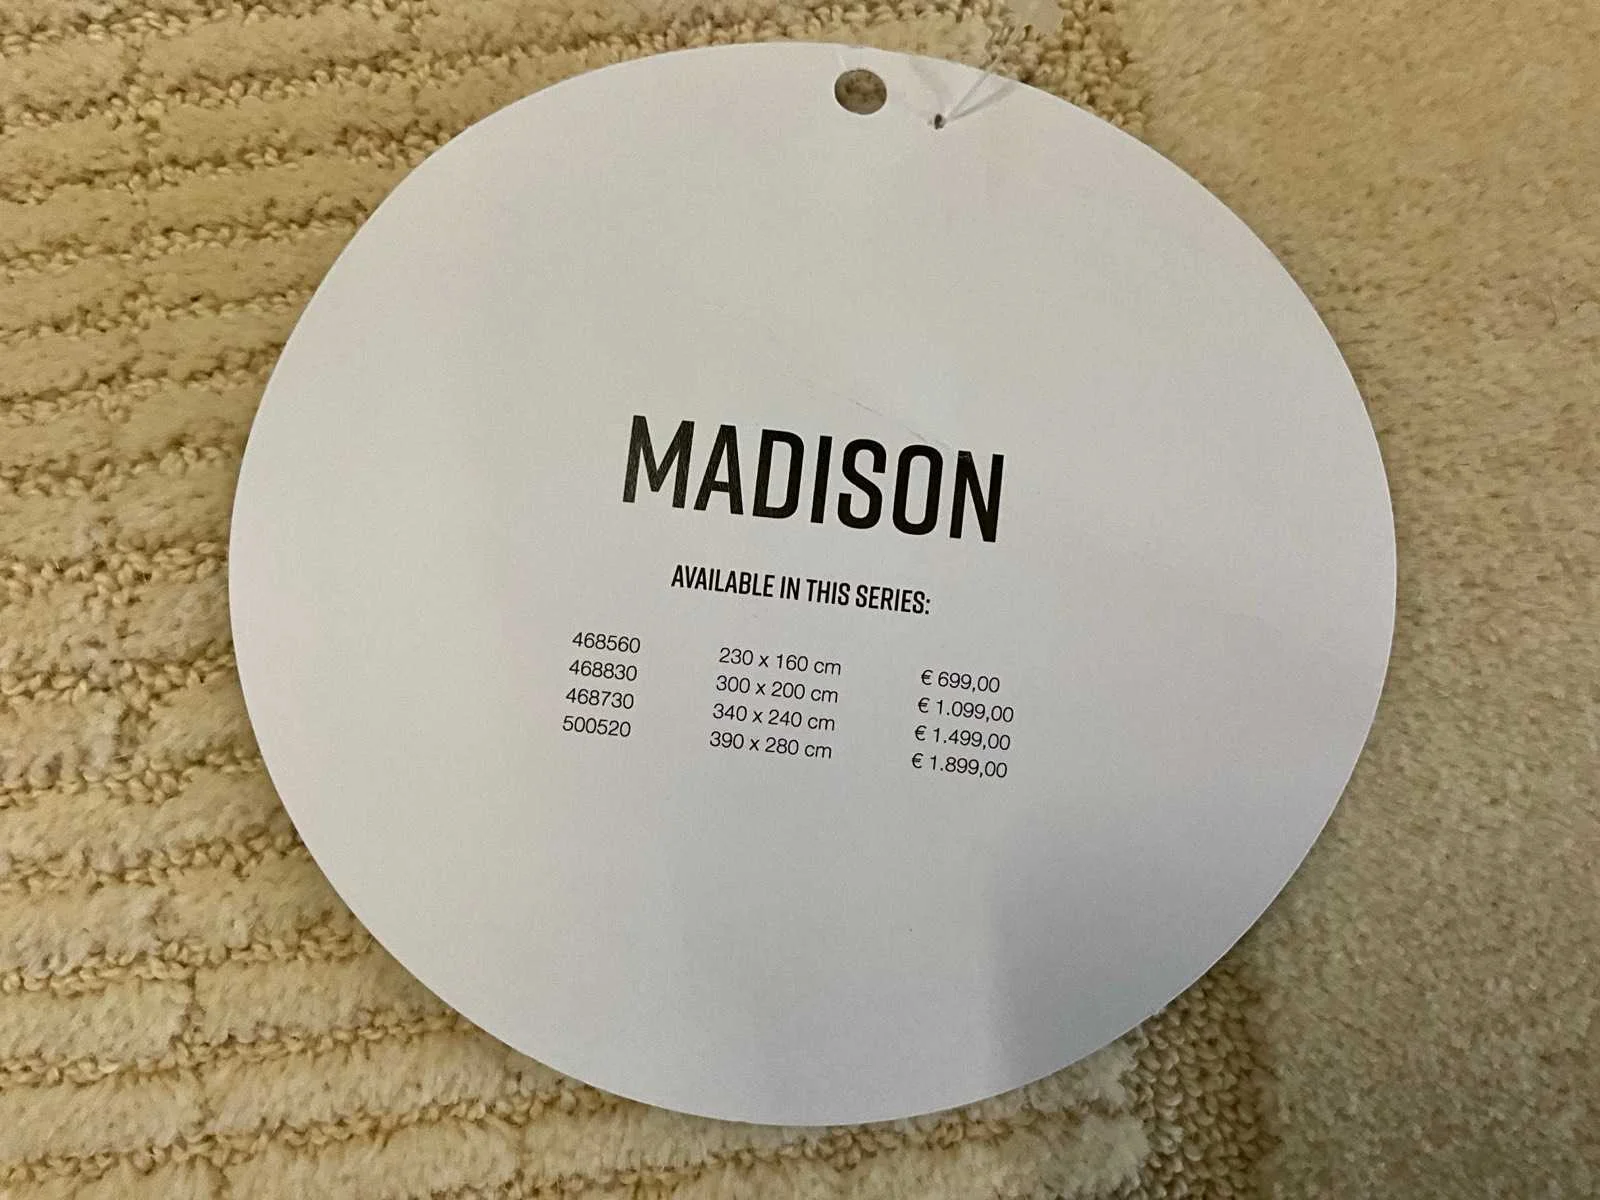 MADISON
AVAILABLE IN THIS SERIES:
468560 230 x 160 cm € 699,00
468830 300 x 200 cm € 1.099,00
468730 340 x 240 cm € 1.499,00
500520 390 x 280 cm € 1.899,00